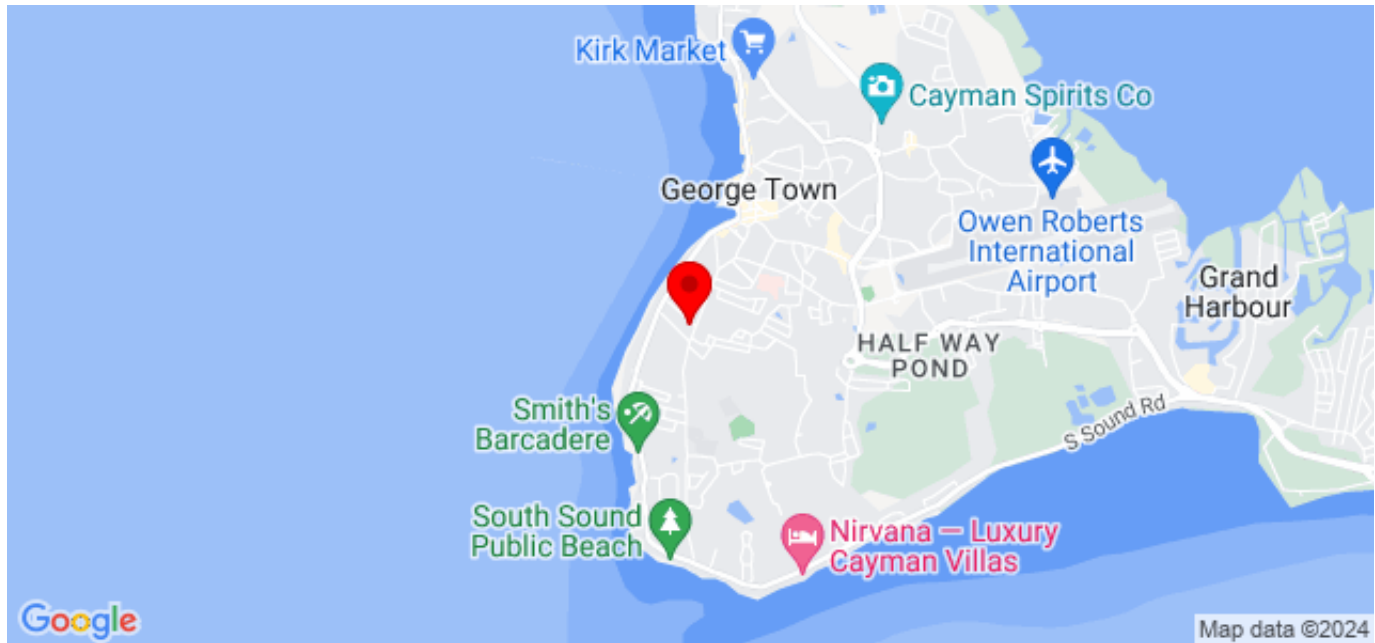 Kirk Market
Cayman Spirits Co
George Town
Owen Roberts
International
Airport
Grand
Harbour
HALF WAY
POND
Smith's
Barcadere
S Sound Rd
South Sound
Public Beach
Nirvana — Luxury
Cayman Villas
Google
Map data ©2024